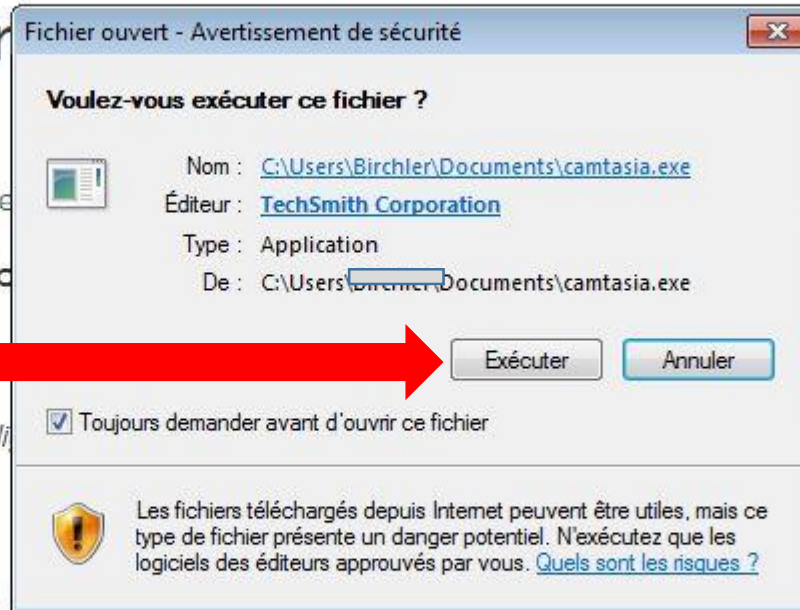 Fichier ouvert - Avertissement de sécurité
Voulez-vous exécuter ce fichier ?
Nom : C:\Users\Birchler\Documents\camtasia.exe
Éditeur : TechSmith Corporation
Type : Application
De : C:\Users\ Documents\camtasia.exe
Exécuter Annuler
Toujours demander avant d'ouvrir ce fichier
Les fichiers téléchargés depuis Internet peuvent être utiles, mais ce
type de fichier présente un danger potentiel. N'exécutez que les
logiciels des éditeurs approuvés par vous. Quels sont les risques ?